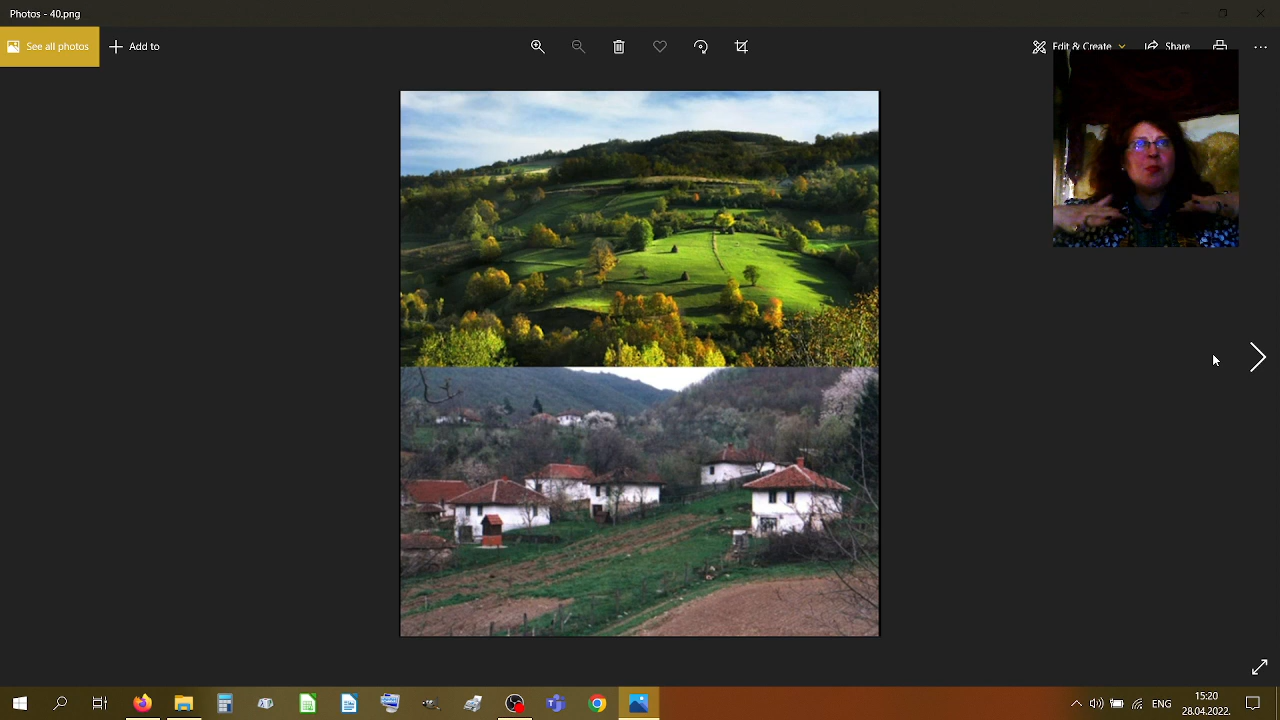 Photos - 40.png
See all photos
Add to
Edit & Create
Share
15:20
ENG
28.04.2022.